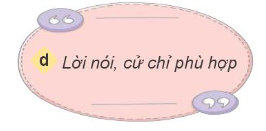 d Lời nói, cử chỉ phù hợp